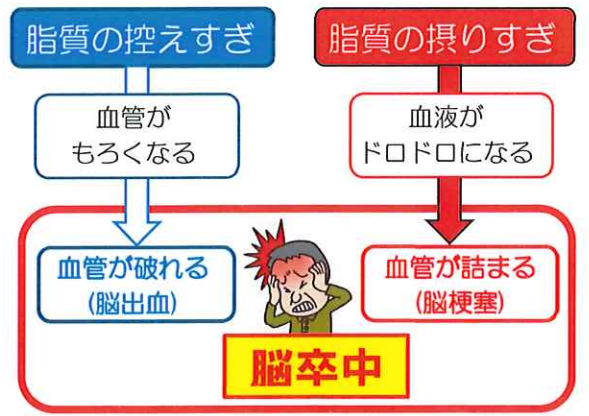 脂質の控えすぎ
血管が
もろくなる
血管が破れる
(脳出血)
脂質の摂りすぎ
血液が
ドロドロになる
血管が詰まる
(脳梗塞)
脳卒中